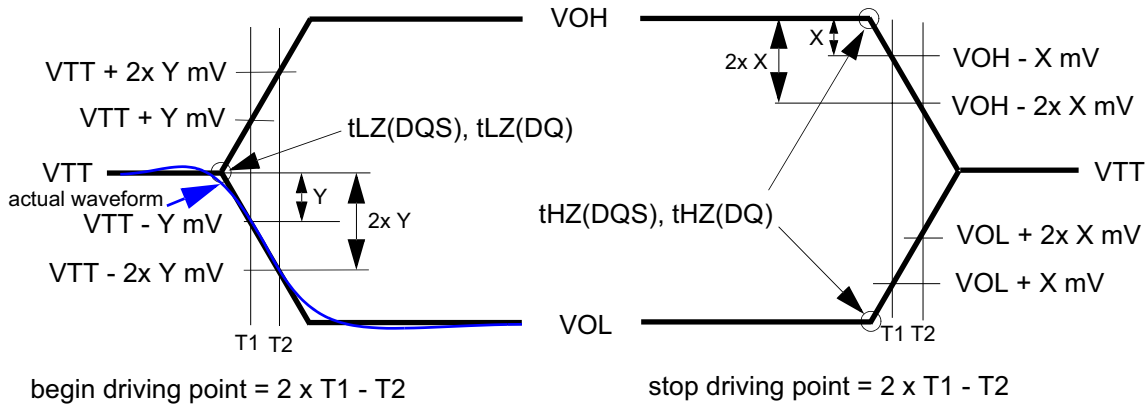 VOH
X
2x X
VOH - X mV
VOH - 2x X mV
VTT + 2x Y mV
VTT + Y mV
tLZ(DQS), tLZ(DQ)
VTT
VTT
actual waveform
Y
2x Y
tHZ(DQS), tHZ(DQ)
VTT - Y mV
VTT - 2x Y mV
VOL + 2x X mV
VOL + X mV
T1 T2
VOL
T1 T2
begin driving point = 2 x T1 - T2
stop driving point = 2 x T1 - T2